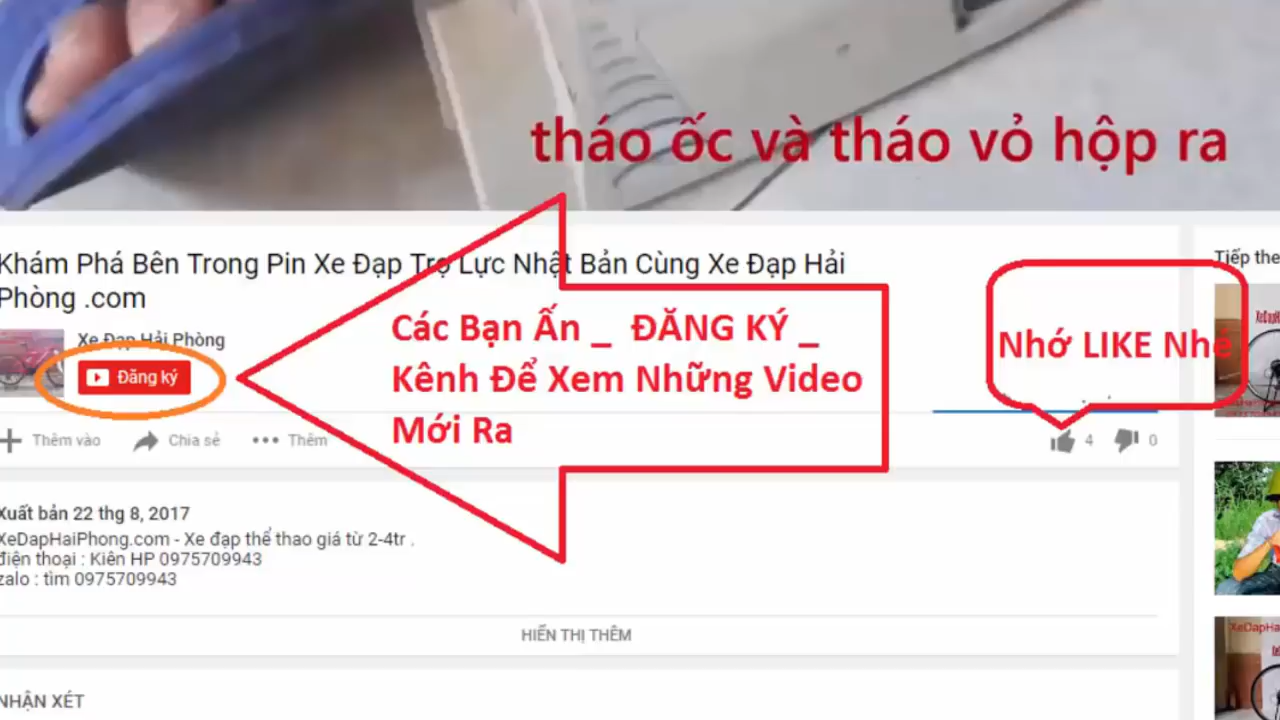 tháo ốc và tháo vỏ hộp ra
Khám Phá Bên Trong Pin Xe Đạp Trợ Lực Nhật Bản Cùng Xe Đạp Hải
Phòng .com
Xe Đạp Hải Phòng
Đăng ký
Các Bạn Ấn _ ĐĂNG KÝ _
Kênh Để Xem Những Video
Mới Ra
Nhớ LIKE Nhé
Tiếp the
Thêm vào
Chia sẻ
Thêm
4
0
Xuất bản 22 thg 8, 2017
XeDapHaiPhong.com - Xe đạp thể thao giá từ 2-4tr .
điện thoại : Kiên HP 0975709943
zalo : tìm 0975709943
HIỂN THỊ THÊM
XeDapHa
NHẬN XÉT